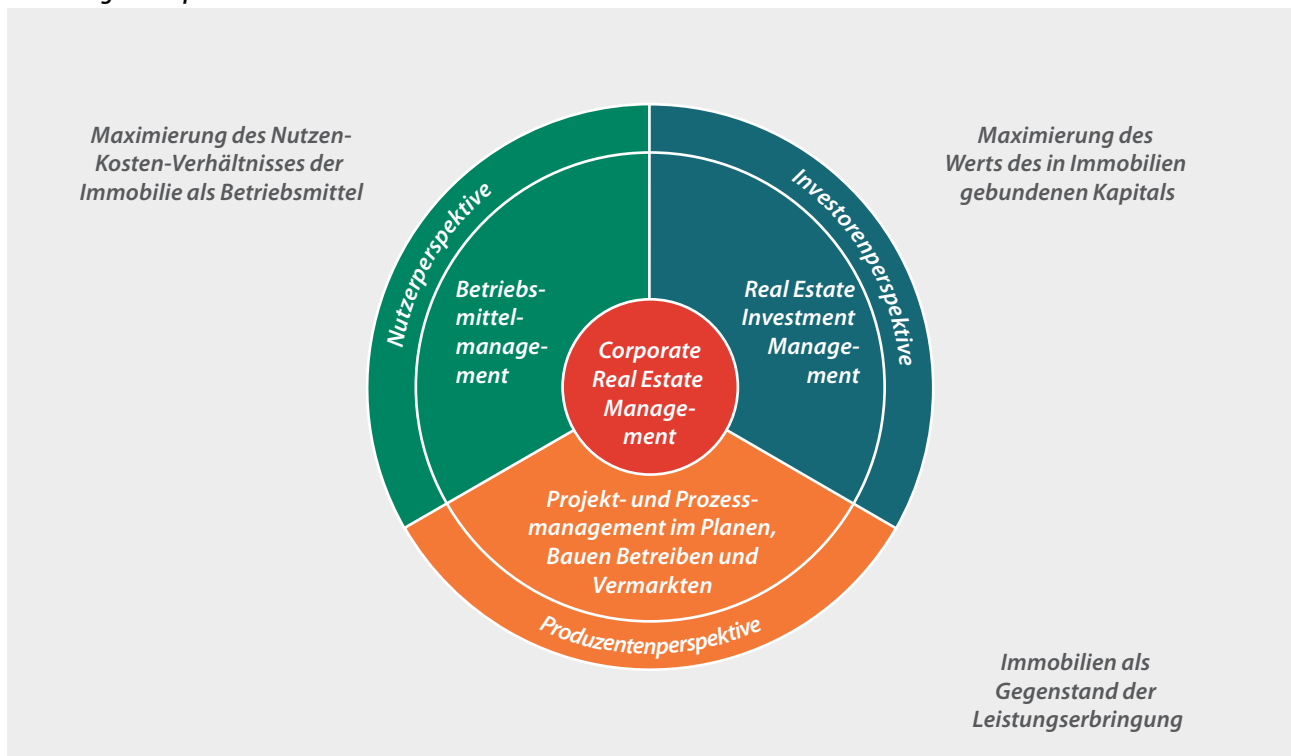 Maximierung des Nutzen-
Kosten-Verhältnisses der
Immobilie als Betriebsmittel
Maximierung des
Werts des in Immobilien
gebundenen Kapitals
Nutzerperspektive
Investorenperspektive
Betriebs-
mittel-
manage-
ment
Real Estate
Investment
Manage-
ment
Corporate
Real Estate
Manage-
ment
Projekt- und Prozess-
management im Planen,
Bauen Betreiben und
Vermarkten
Produzentenperspektive
Immobilien als
Gegenstand der
Leistungserbringung